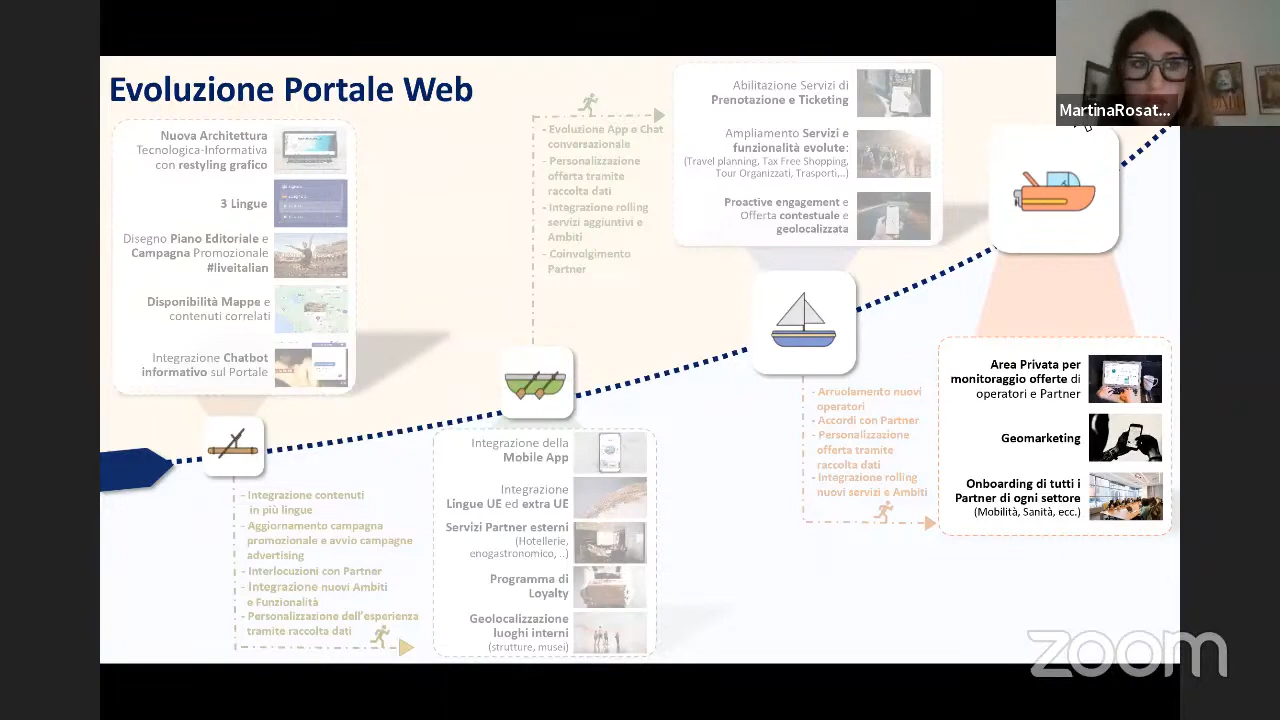 Evoluzione Portale Web
Nuova Architettura
Tecnologica-Informativa
con restyling grafico
3 Lingue
Disegno Piano Editoriale e
Campagna Promozionale
#liveitalian
Disponibilità Mappe e
contenuti correlati
Integrazione Chatbot
informativo sul Portale
- Integrazione contenuti
in più lingue
- Aggiornamento campagna
promozionale e avvio campagne
advertising
- Interlocuzioni con Partner
- Integrazione nuovi Ambiti
e Funzionalità
- Personalizzazione dell'esperienza
tramite raccolta dati
Integrazione della
Mobile App
Integrazione
Lingue UE ed extra UE
Servizi Partner esterni
(Hotellerie,
enogastronomico, ..)
Programma di
Loyalty
Geolocalizzazione
luoghi interni
(strutture, musei)
- Evoluzione App e Chat
conversazionale
- Personalizzazione
offerta tramite
raccolta dati
- Integrazione rolling
servizi aggiuntivi e
Ambiti
- Coinvolgimento
Partner
Abilitazione Servizi di
Prenotazione e Ticketing
Ampliamento Servizi e
funzionalità evolute:
(Travel planning, Tax Free Shopping,
Tour Organizzati, Trasporti,..)
Proactive engagement e
Offerta contestuale e
geolocalizzata
- Arruolamento nuovi
operatori
- Accordi con Partner
- Personalizzazione
offerta tramite
raccolta dati
- Integrazione rolling
nuovi servizi e Ambiti
Area Privata per
monitoraggio offerte di
operatori e Partner
Geomarketing
Onboarding di tutti i
Partner di ogni settore
(Mobilità, Sanità, ecc.)
MartinaRosat...
zoom